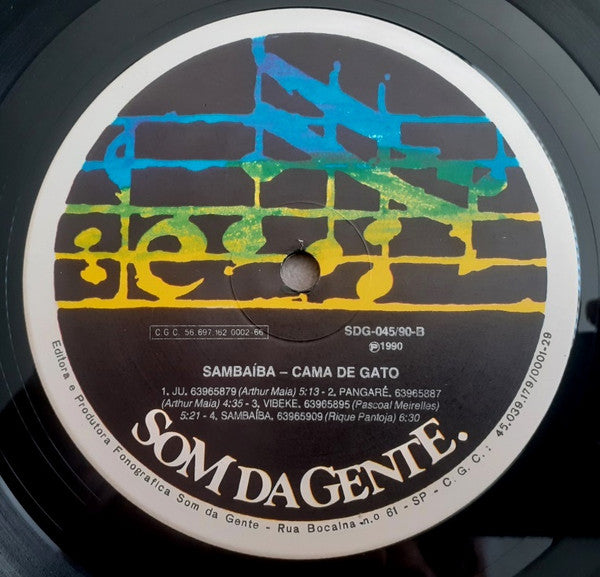 C.G.C. 56.697.162 0002-66
SDG-045/90-B
℗1990
SAMBAÍBA – CAMA DE GATO
1. JU. 63965879 (Arthur Maia) 5:13 - 2. PANGARÉ. 63965887
(Arthur Maia) 4:35 - 3. VIBEKE. 63965895 (Pascoal Meirelles)
5:21 - 4. SAMBAÍBA. 63965909 (Rique Pantoja) 6:30
SOM DA GENTE.
Editora e Produtora Fonográfica Som da Gente - Rua Bocaina n.º 61 - SP - C.G.C.: 45.039.179/0001-29